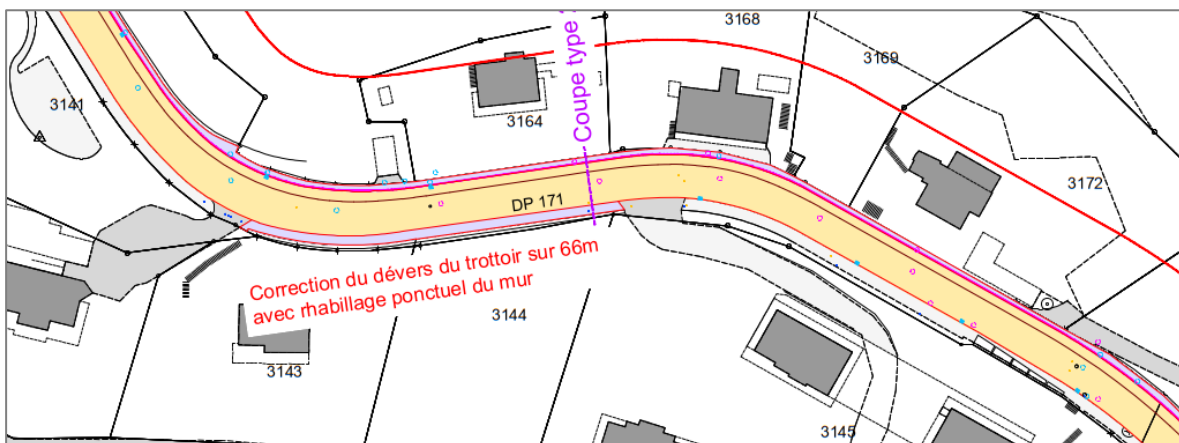 3168
3169
3141
3164
Coupe type
3172
DP 171
Correction du dévers du trottoir sur 66m
avec rhabillage ponctuel du mur
3144
3143
3145